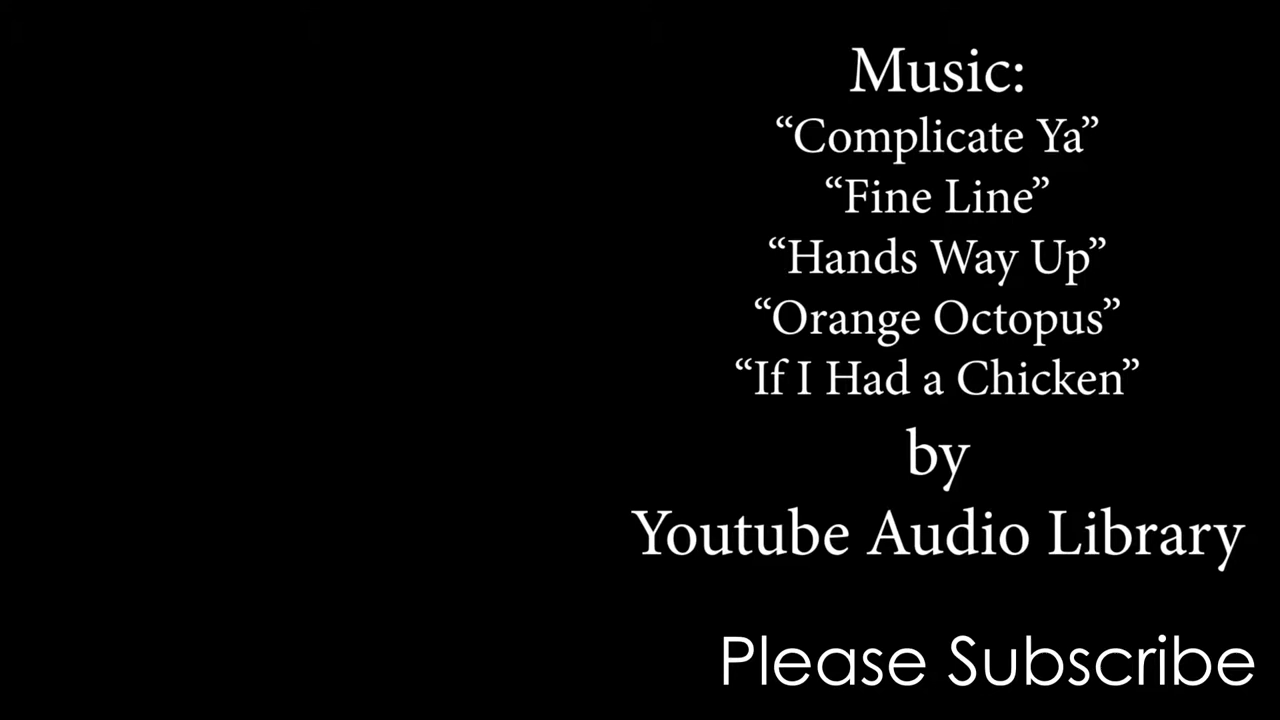 Music:
“Complicate Ya”
“Fine Line”
“Hands Way Up”
“Orange Octopus”
“If I Had a Chicken”
by
Youtube Audio Library
Please Subscribe